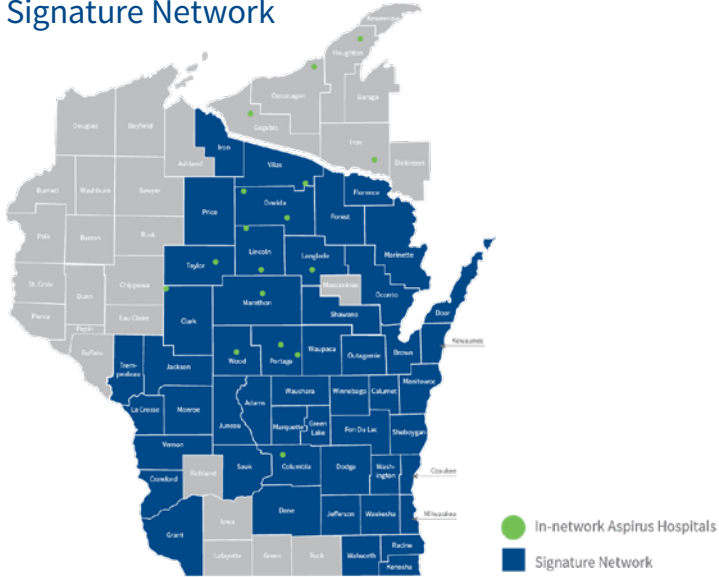 Signature Network
Keweenaw
Houghton
Ontonagon
Baraga
Gogebic
Iron
Dickinson
Douglas
Bayfield
Ashland
Iron
Vilas
Florence
Burnett
Washburn
Sawyer
Price
Oneida
Forest
Marinette
Polk
Barron
Rusk
Taylor
Lincoln
Langlade
St. Croix
Dunn
Chippewa
Menominee
Oconto
Marathon
Shawano
Pierce
Pepin
Eau Claire
Clark
Door
Buffalo
Trem-
pealeau
Jackson
Wood
Portage
Waupaca
Outagamie
Brown
Kewaunee
La Crosse
Monroe
Juneau
Adams
Waushara
Winnebago
Calumet
Manitowoc
Marquette
Green
Lake
Fon Du Lac
Sheboygan
Vernon
Crawford
Richland
Sauk
Columbia
Dodge
Wash-
ington
Ozaukee
Grant
Iowa
Dane
Jefferson
Waukesha
Milwaukee
Lafayette
Green
Rock
Walworth
Racine
Kenosha
In-network Aspirus Hospitals
Signature Network